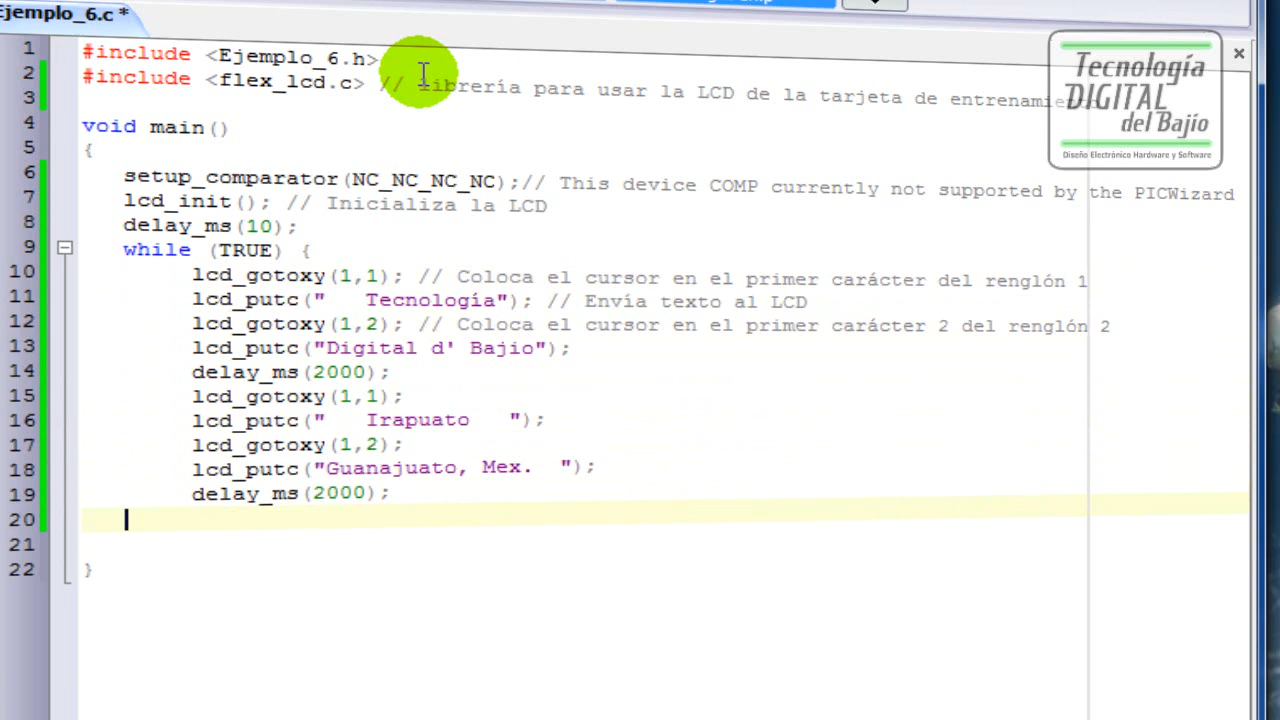 Ejemplo_6.c *
1 #include <Ejemplo_6.h>
2 #include <flex_lcd.c> // librería para usar la LCD de la tarjeta de entrenamiento
3
4 void main()
5 {
6 setup_comparator(NC_NC_NC_NC);// This device COMP currently not supported by the PICWizard
7 lcd_init(); // Inicializa la LCD
8 delay_ms(10);
9 while (TRUE) {
10 lcd_gotoxy(1,1); // Coloca el cursor en el primer carácter del renglón 1
11 lcd_putc("   Tecnología"); // Envía texto al LCD
12 lcd_gotoxy(1,2); // Coloca el cursor en el primer carácter 2 del renglón 2
13 lcd_putc("Digital d' Bajio");
14 delay_ms(2000);
15 lcd_gotoxy(1,1);
16 lcd_putc("   Irapuato   ");
17 lcd_gotoxy(1,2);
18 lcd_putc("Guanajuato, Mex.  ");
19 delay_ms(2000);
20
21
22 }
Tecnología
DIGITAL
del Bajío
Diseño Electrónico Hardware y Software